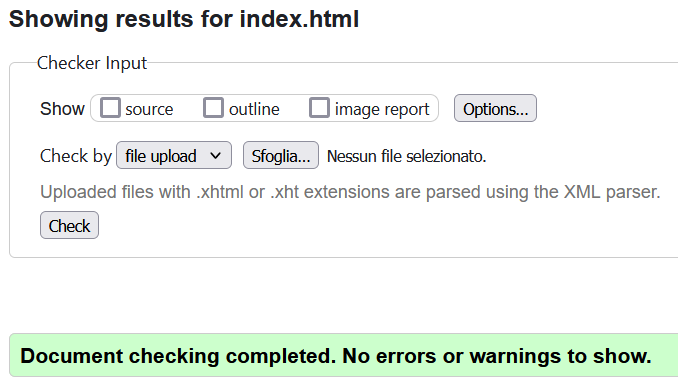 Showing results for index.html
Checker Input
Show source outline image report Options...
Check by file upload Sfoglia... Nessun file selezionato.
Uploaded files with .xhtml or .xht extensions are parsed using the XML parser.
Check
Document checking completed. No errors or warnings to show.